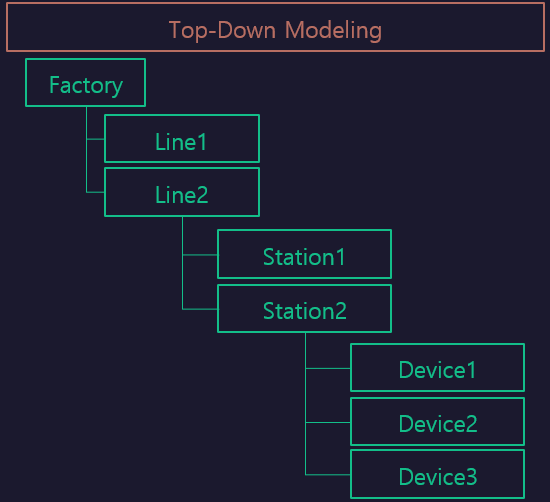 Top-Down Modeling
Factory
Line1
Line2
Station1
Station2
Device1
Device2
Device3